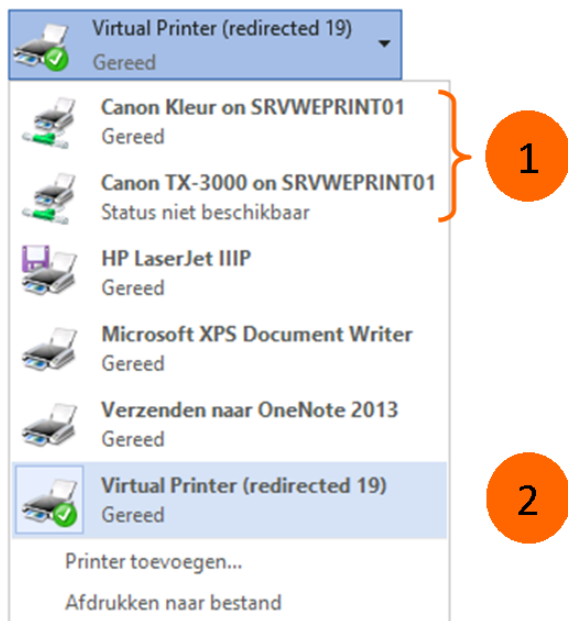 Virtual Printer (redirected 19)
Gereed
Canon Kleur on SRVWEPRINT01
Gereed
1
Canon TX-3000 on SRVWEPRINT01
Status niet beschikbaar
HP LaserJet IIIP
Gereed
Microsoft XPS Document Writer
Gereed
Verzenden naar OneNote 2013
Gereed
Virtual Printer (redirected 19)
Gereed
2
Printer toevoegen...
Afdrukken naar bestand